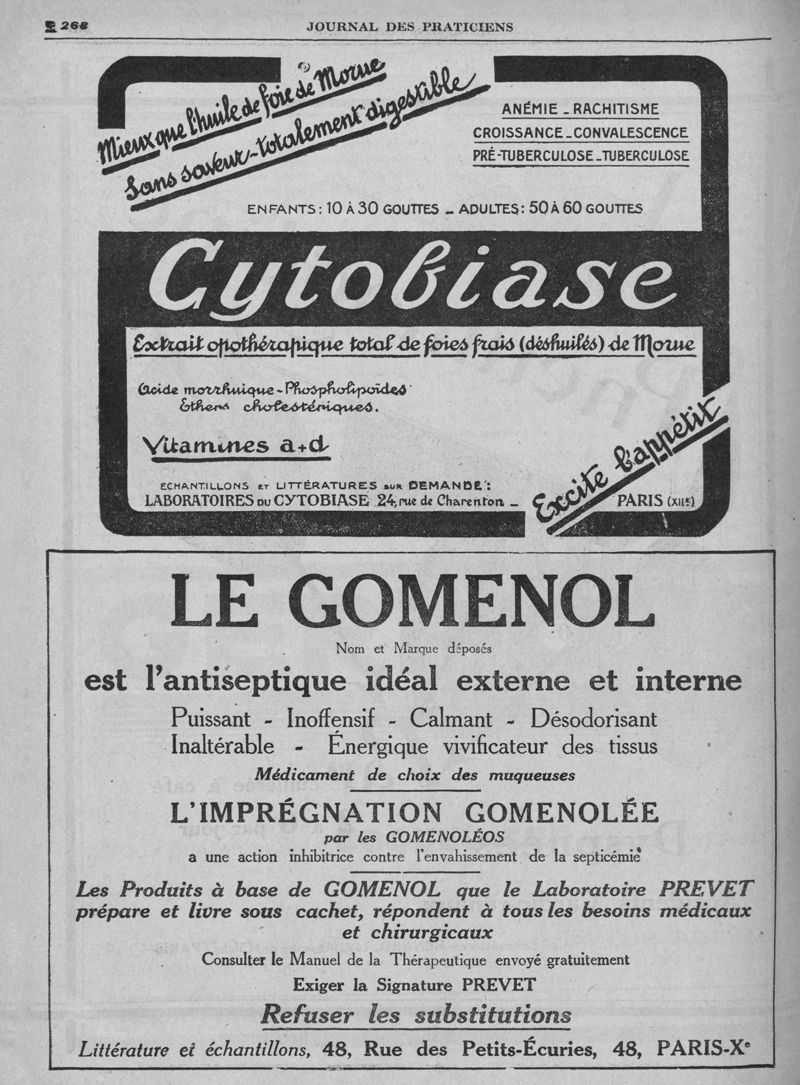 266
JOURNAL DES PRATICIENS
Mieux que l'huile de foie de Morue
Sans saveur - totalement digestible
ANÉMIE - RACHITISME
CROISSANCE - CONVALESCENCE
PRÉ-TUBERCULOSE - TUBERCULOSE
ENFANTS : 10 À 30 GOUTTES - ADULTES : 50 À 60 GOUTTES
Cytobiase
Extrait opothérapique total de foies frais (déshuilés) de Morue
Acide morrhuique - Phospholipoïdes
Ethers cholestériques.
Vitamines a+d
Excite l'appétit
ECHANTILLONS ET LITTÉRATURES SUR DEMANDE :
LABORATOIRES DU CYTOBIASE 24, rue de Charenton - PARIS (XIIe)
LE GOMENOL
Nom et Marque déposés
est l'antiseptique idéal externe et interne
Puissant - Inoffensif - Calmant - Désodorisant
Inaltérable - Énergique vivificateur des tissus
Médicament de choix des muqueuses
L'IMPRÉGNATION GOMENOLÉE
par les GOMENOLÉOS
a une action inhibitrice contre l'envahissement de la septicémie
Les Produits à base de GOMENOL que le Laboratoire PREVET
prépare et livre sous cachet, répondent à tous les besoins médicaux
et chirurgicaux
Consulter le Manuel de la Thérapeutique envoyé gratuitement
Exiger la Signature PREVET
Refuser les substitutions
Littérature et échantillons, 48, Rue des Petits-Écuries, 48, PARIS-Xe